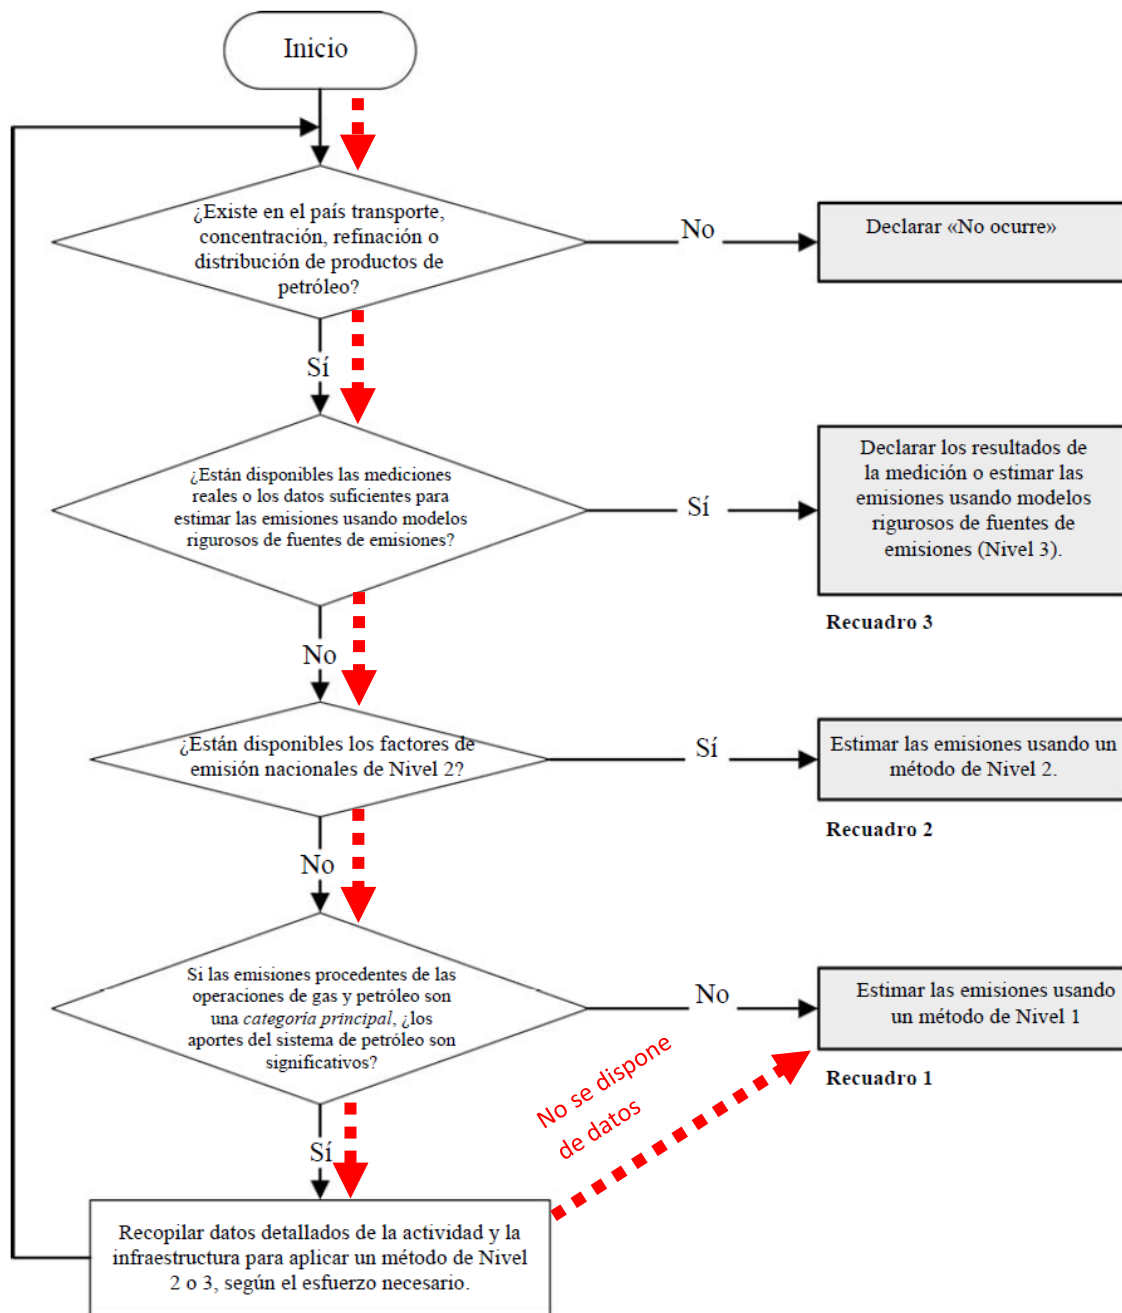 Inicio
¿Existe en el país transporte,
concentración, refinación o
distribución de productos de
petróleo?
No
Declarar «No ocurre»
Sí
¿Están disponibles las mediciones
reales o los datos suficientes para
estimar las emisiones usando modelos
rigurosos de fuentes de emisiones?
Sí
Declarar los resultados de
la medición o estimar las
emisiones usando modelos
rigurosos de fuentes de
emisiones (Nivel 3).
Recuadro 3
No
¿Están disponibles los factores de
emisión nacionales de Nivel 2?
Sí
Estimar las emisiones usando un
método de Nivel 2.
Recuadro 2
No
Si las emisiones procedentes de las
operaciones de gas y petróleo son
una categoría principal, ¿los
aportes del sistema de petróleo son
significativos?
No
Estimar las emisiones usando
un método de Nivel 1
Recuadro 1
No se dispone
de datos
Sí
Recopilar datos detallados de la actividad y la
infraestructura para aplicar un método de Nivel
2 o 3, según el esfuerzo necesario.